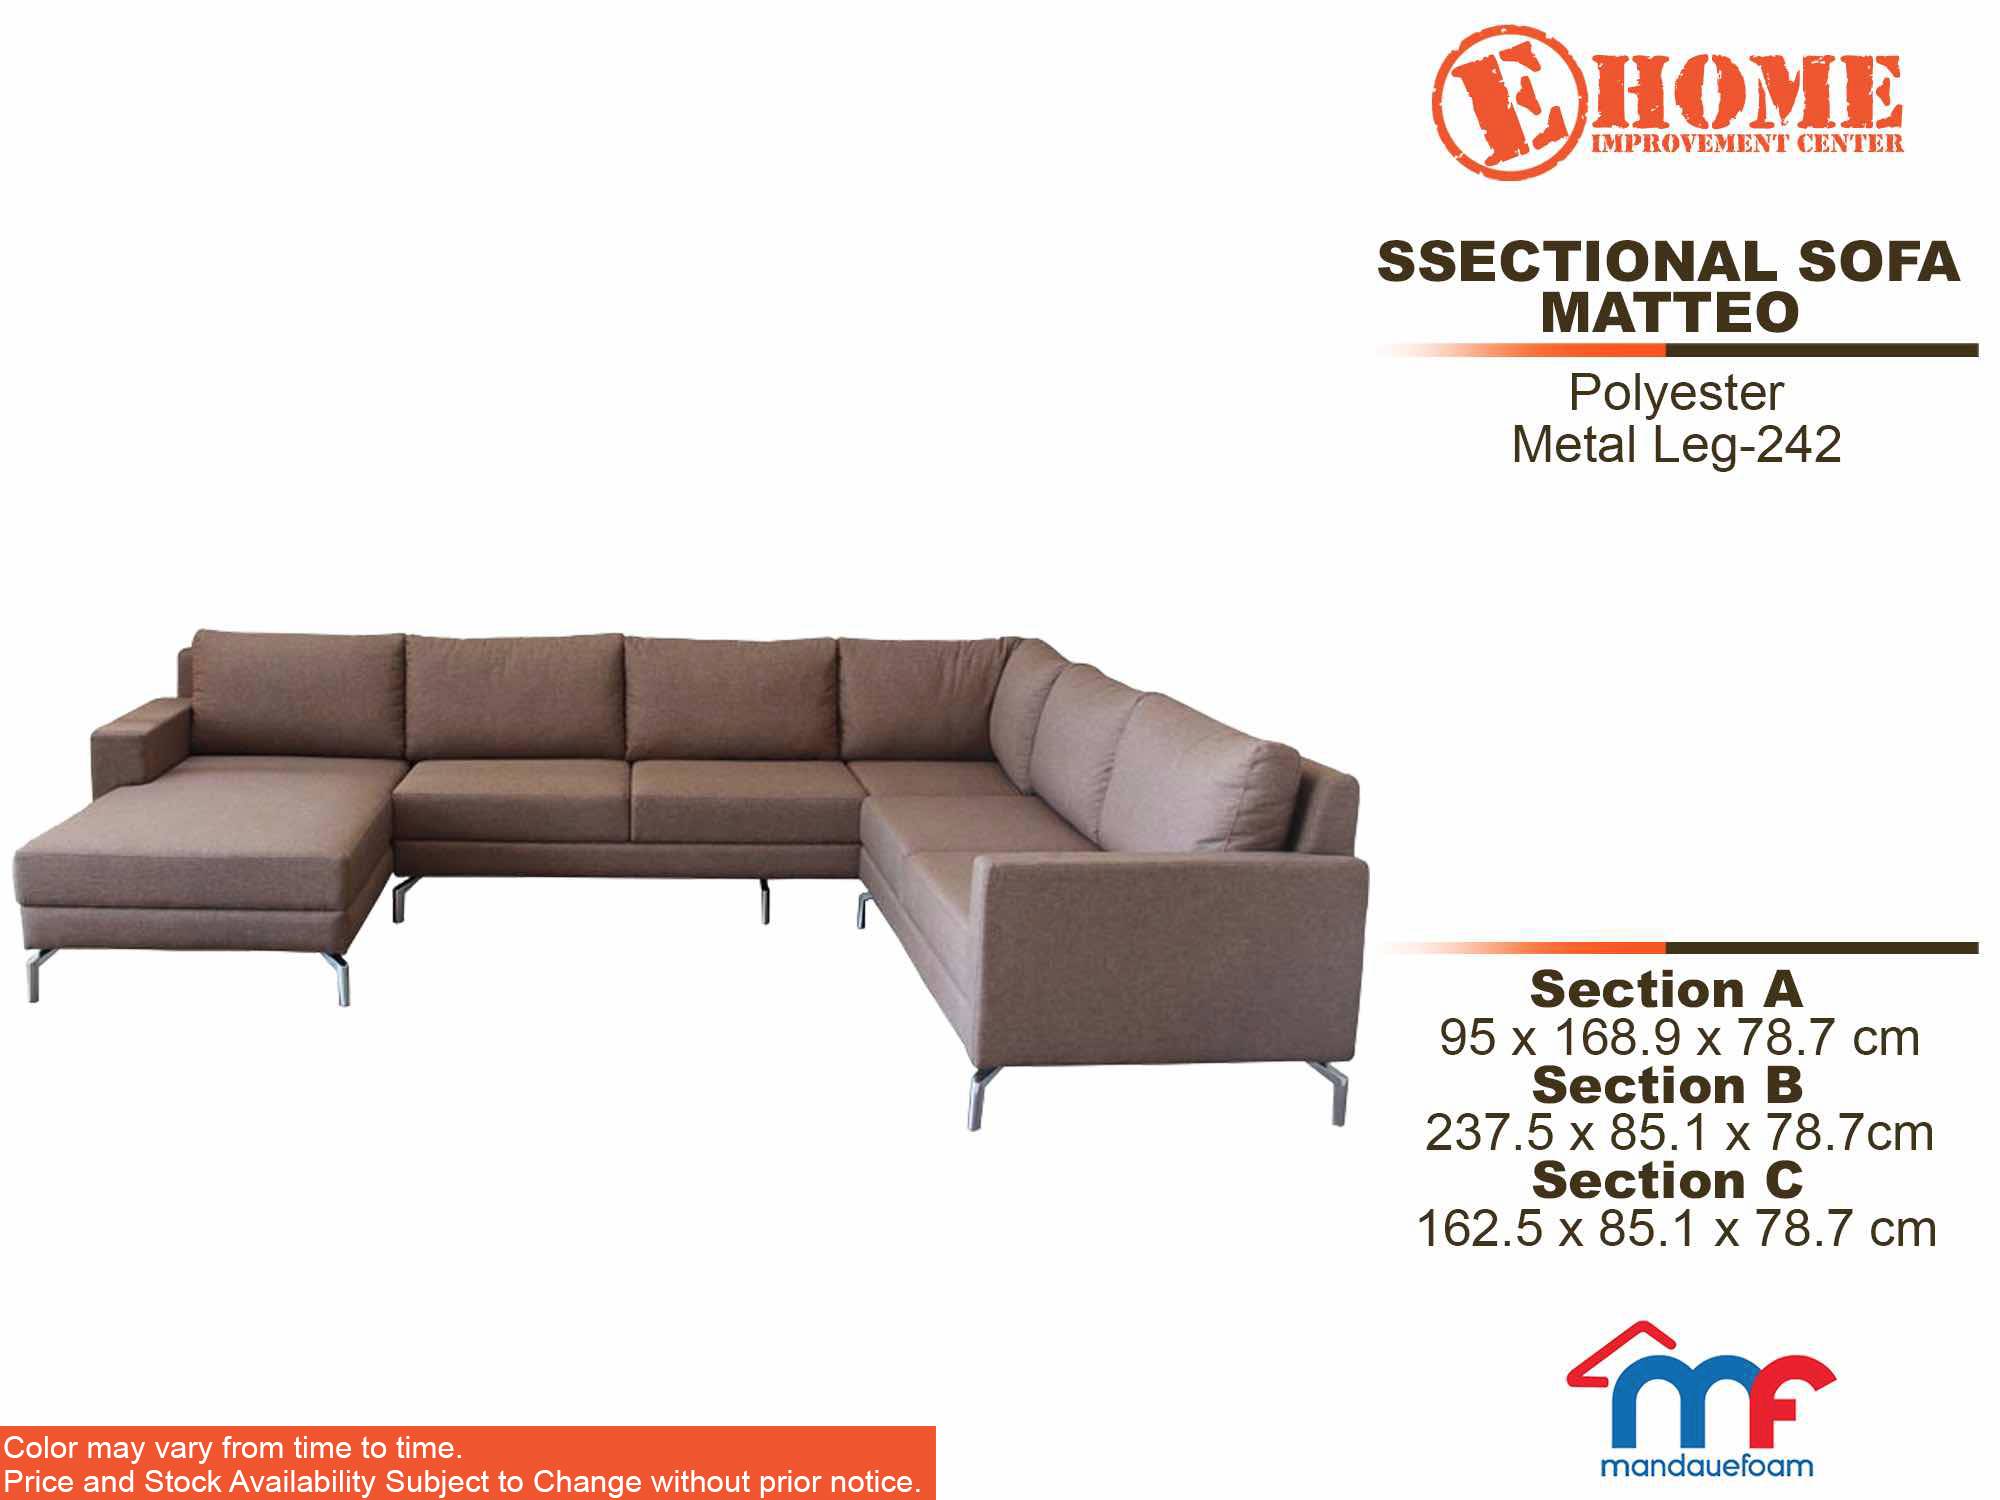 E HOME
IMPROVEMENT CENTER
SSECTIONAL SOFA
MATTEO
Polyester
Metal Leg-242
Section A
95 x 168.9 x 78.7 cm
Section B
237.5 x 85.1 x 78.7cm
Section C
162.5 x 85.1 x 78.7 cm
mf
mandauefoam
Color may vary from time to time.
Price and Stock Availability Subject to Change without prior notice.